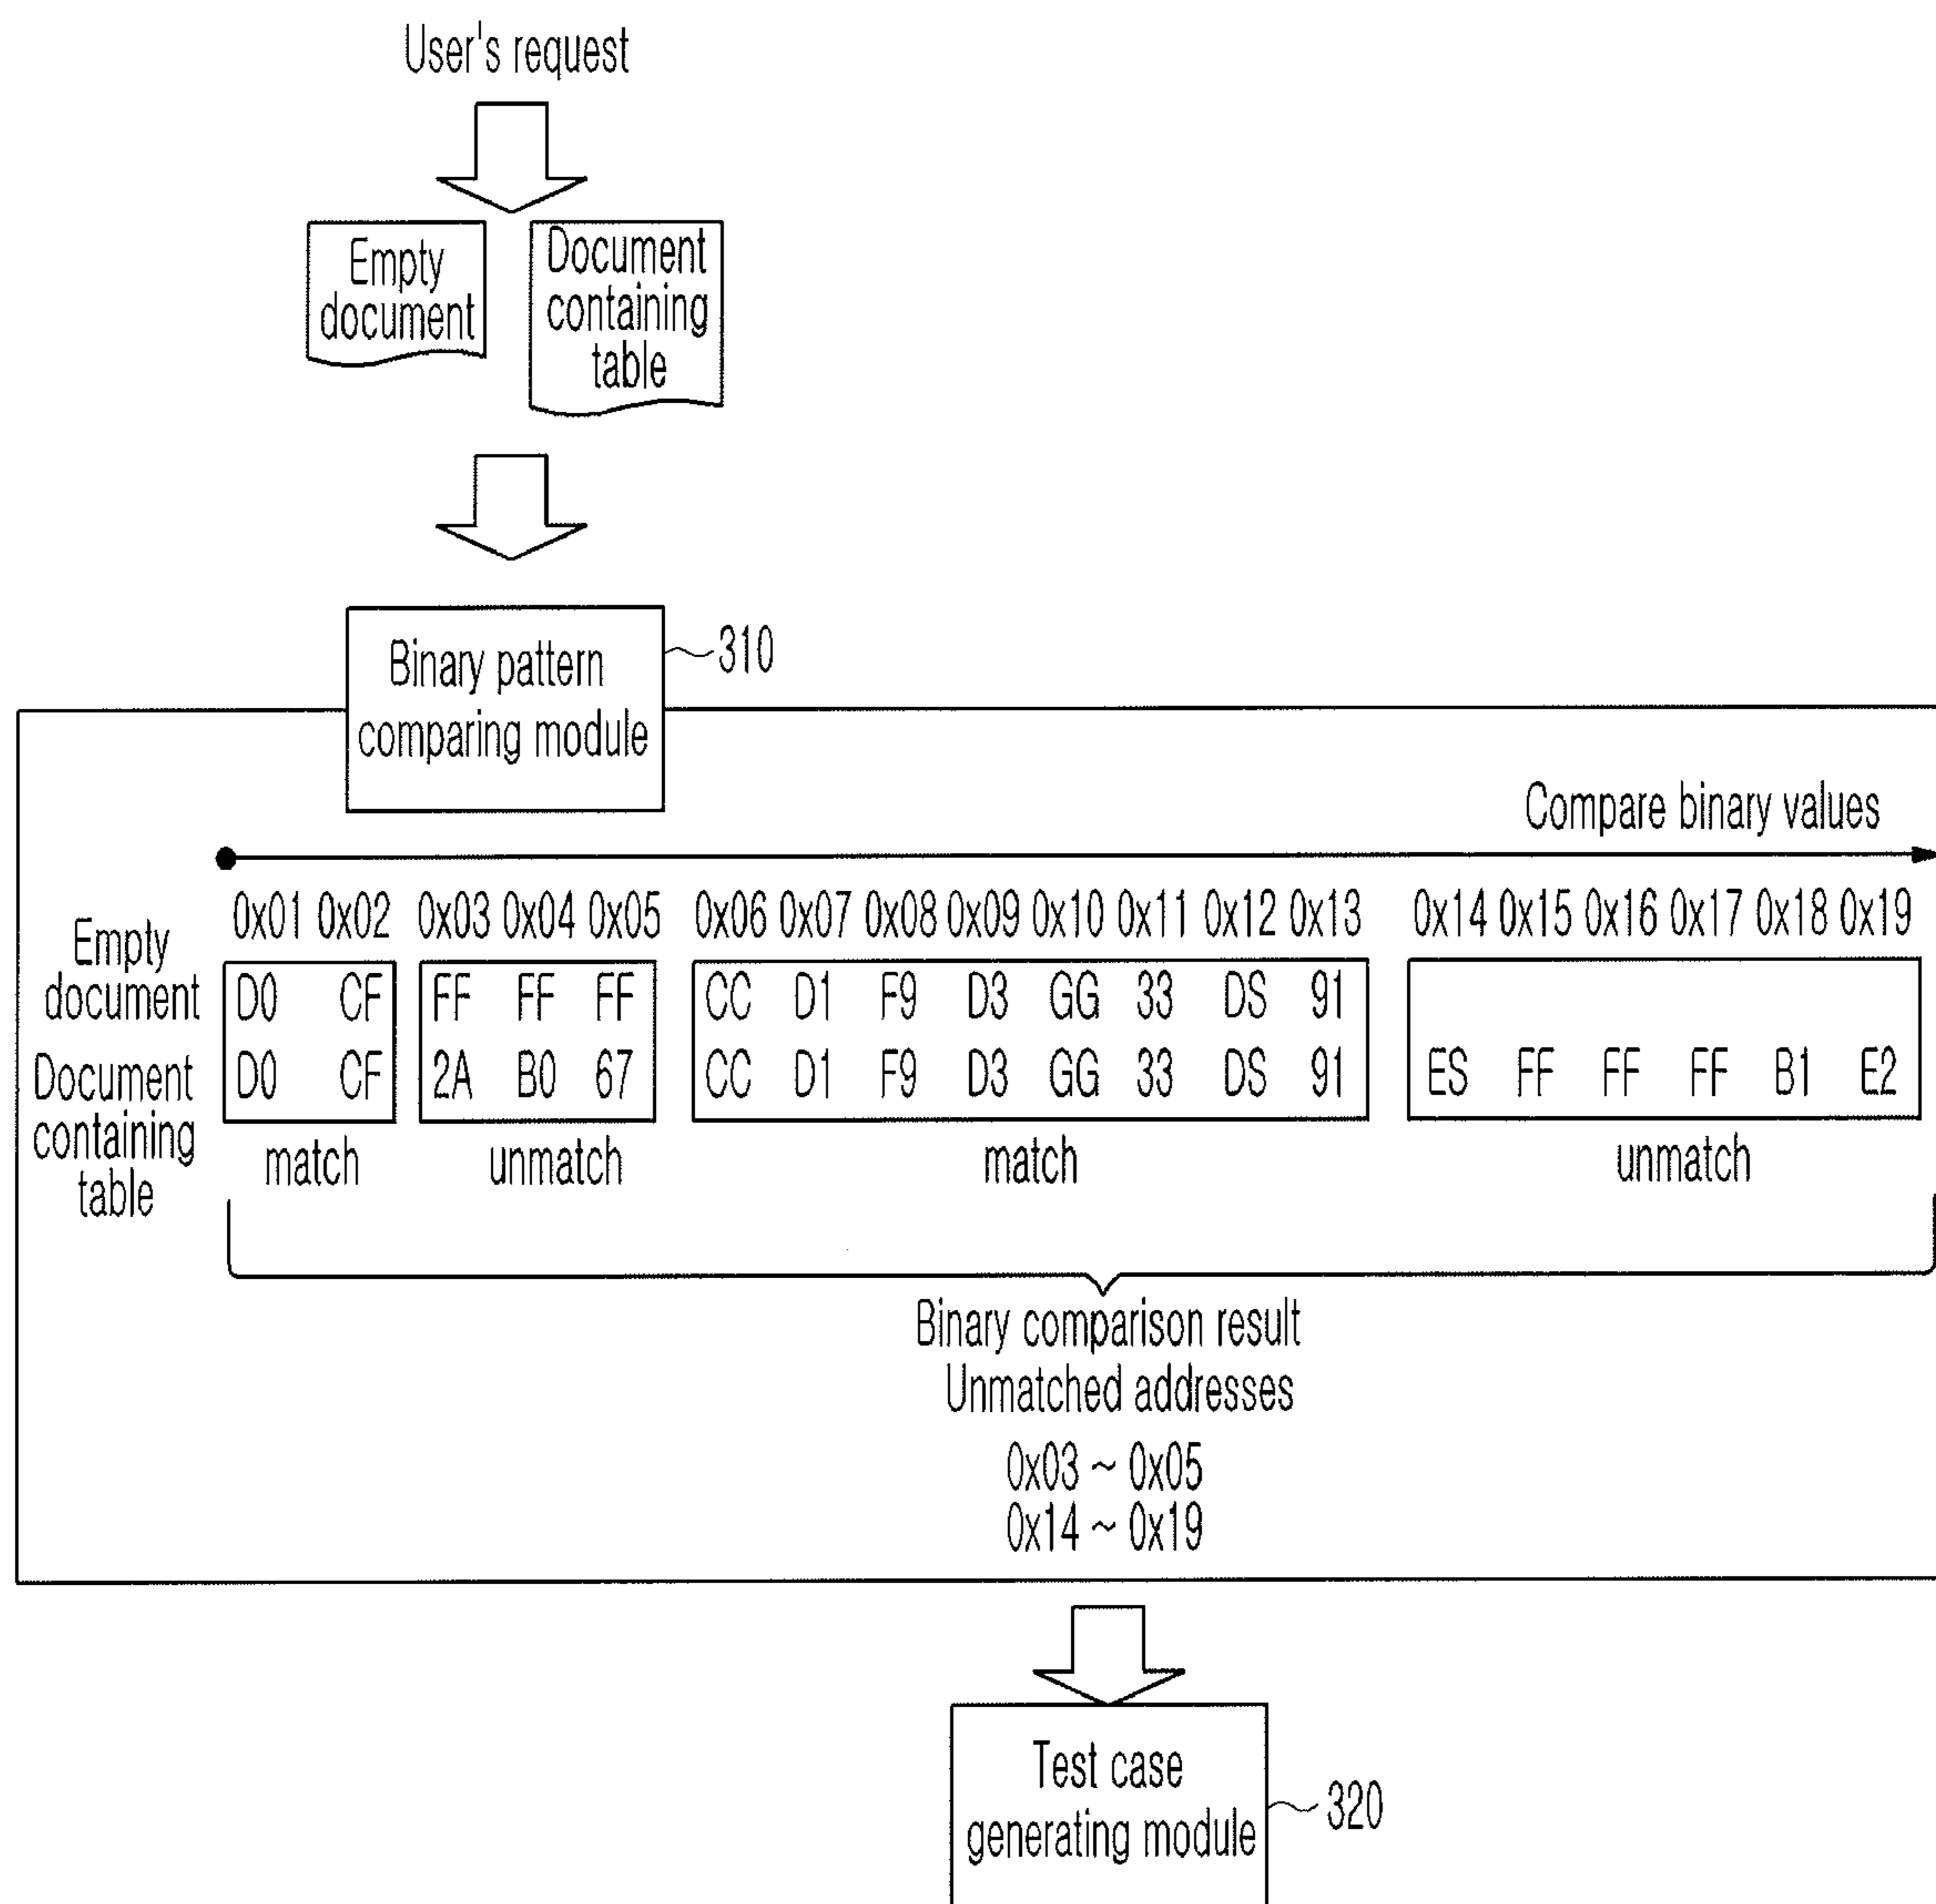 User's request
Empty
document
Document
containing
table
Binary pattern
comparing module
310
Compare binary values
0x01 0x02 0x03 0x04 0x05 0x06 0x07 0x08 0x09 0x10 0x11 0x12 0x13 0x14 0x15 0x16 0x17 0x18 0x19
Empty
document
D0 CF FF FF FF CC D1 F9 D3 GG 33 DS 91
Document
containing
table
D0 CF 2A B0 67 CC D1 F9 D3 GG 33 DS 91 ES FF FF FF B1 E2
match unmatch match unmatch
Binary comparison result
Unmatched addresses
0x03 ~ 0x05
0x14 ~ 0x19
Test case
generating module
320